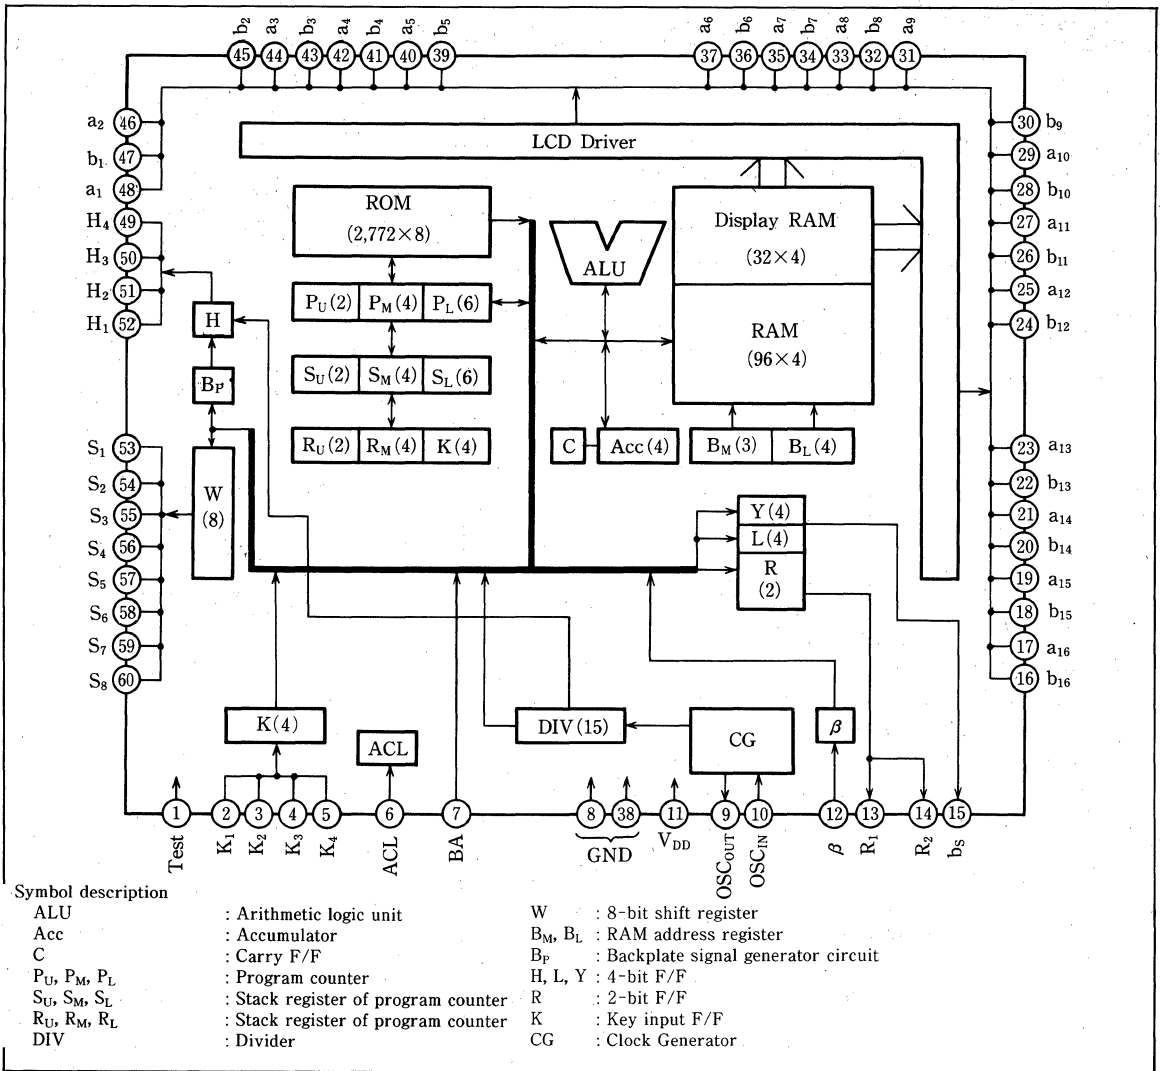 b2 a3 b3 a4 b4 a5 b5 a6 b6 a7 b7 a8 b8 a9
45 44 43 42 41 40 39 37 36 35 34 33 32 31
a2 46
b1 47
a1 48
H4 49
H3 50
H2 51
H1 52
S1 53
S2 54
S3 55
S4 56
S5 57
S6 58
S7 59
S8 60
LCD Driver
ROM
(2,772×8)
ALU
Display RAM
(32×4)
RAM
(96×4)
PU(2) PM(4) PL(6)
SU(2) SM(4) SL(6)
RU(2) RM(4) K(4)
C Acc(4)
BM(3) BL(4)
H
BP
W
(8)
Y(4)
L(4)
R
(2)
30 b9
29 a10
28 b10
27 a11
26 b11
25 a12
24 b12
23 a13
22 b13
21 a14
20 b14
19 a15
18 b15
17 a16
16 b16
K(4)
ACL
DIV(15)
CG
β
1 2 3 4 5 6 7 8 38 11 9 10 12 13 14 15
Test K1 K2 K3 K4 ACL BA GND VDD OSCOUT OSCIN β R1 R2 bS
Symbol description
ALU : Arithmetic logic unit
Acc : Accumulator
C : Carry F/F
PU, PM, PL : Program counter
SU, SM, SL : Stack register of program counter
RU, RM, RL : Stack register of program counter
DIV : Divider
W : 8-bit shift register
BM, BL : RAM address register
BP : Backplate signal generator circuit
H, L, Y : 4-bit F/F
R : 2-bit F/F
K : Key input F/F
CG : Clock Generator